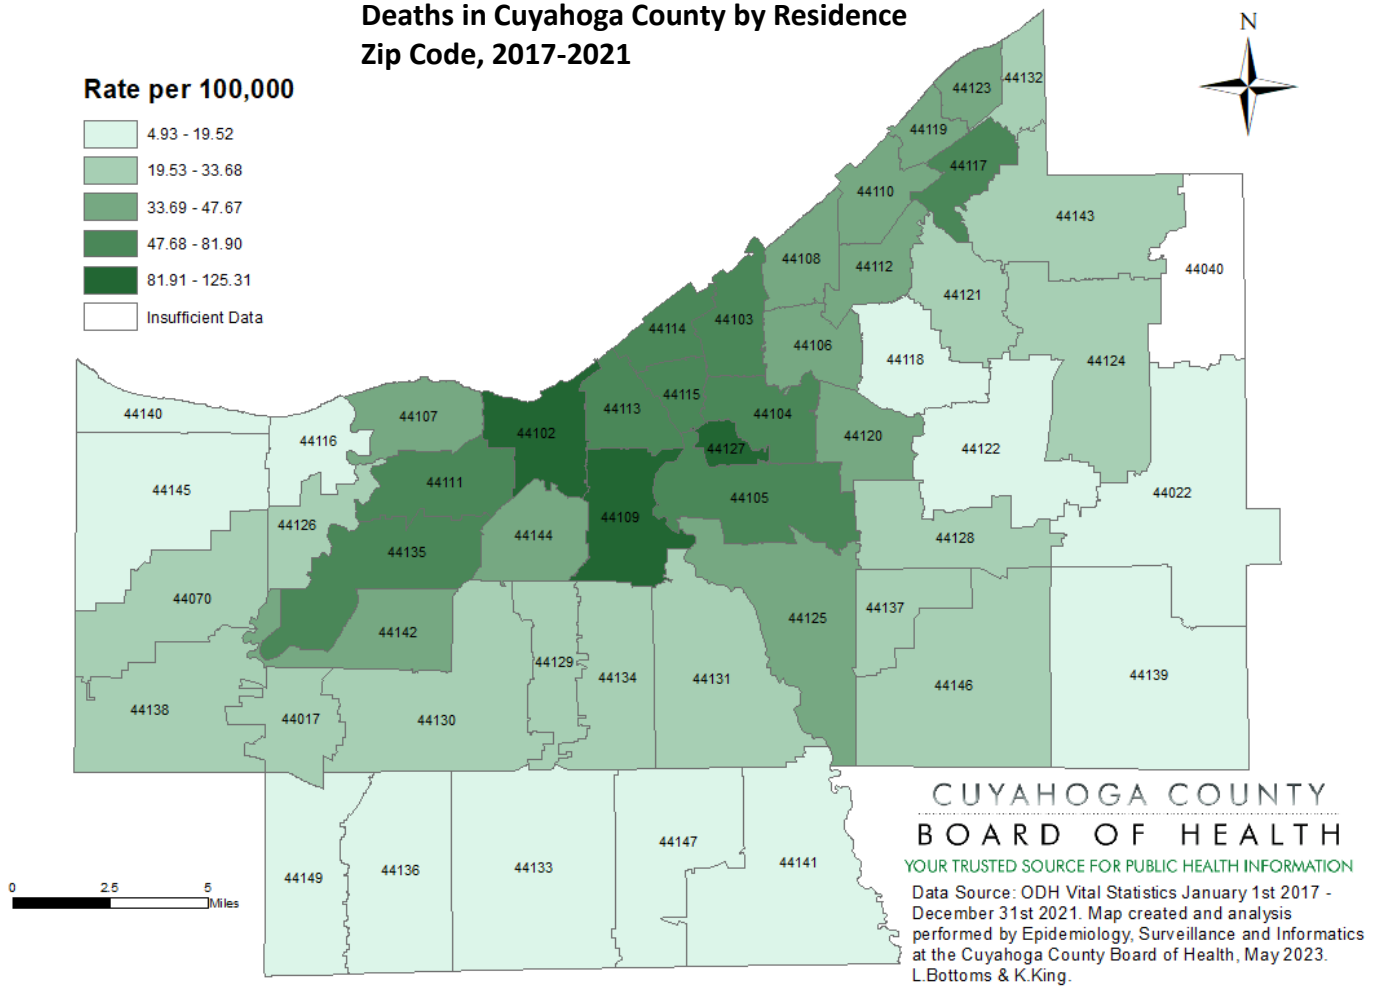 Deaths in Cuyahoga County by Residence
Zip Code, 2017-2021
N
Rate per 100,000
4.93 - 19.52
19.53 - 33.68
33.69 - 47.67
47.68 - 81.90
81.91 - 125.31
Insufficient Data
44132
44123
44119
44117
44110
44143
44108
44112
44040
44121
44103
44114
44106
44118
44124
44115
44140
44107
44113
44104
44116
44102
44120
44127
44122
44111
44145
44022
44105
44109
44126
44144
44128
44135
44070
44137
44125
44142
44129
44134
44131
44139
44146
44138
44017
44130
CUYAHOGA COUNTY
BOARD OF HEALTH
YOUR TRUSTED SOURCE FOR PUBLIC HEALTH INFORMATION
44147
44141
44133
44136
44149
0 2.5 5
Miles
Data Source: ODH Vital Statistics January 1st 2017 -
December 31st 2021. Map created and analysis
performed by Epidemiology, Surveillance and Informatics
at the Cuyahoga County Board of Health, May 2023.
L.Bottoms & K.King.